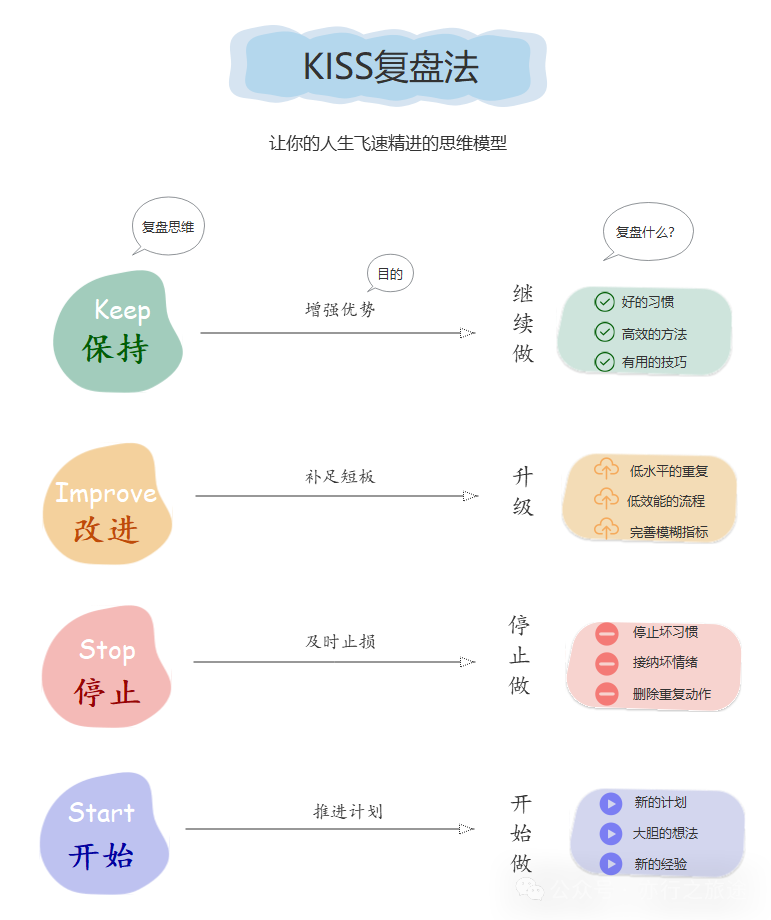 KISS复盘法
让你的人生飞速精进的思维模型
复盘思维
目的
复盘什么?
Keep
保持
增强优势
继续做
好的习惯
高效的方法
有用的技巧
Improve
改进
补足短板
升级
低水平的重复
低效能的流程
完善模糊指标
Stop
停止
及时止损
停止做
停止坏习惯
接纳坏情绪
删除重复动作
Start
开始
推进计划
开始做
新的计划
大胆的想法
新的经验
公众号